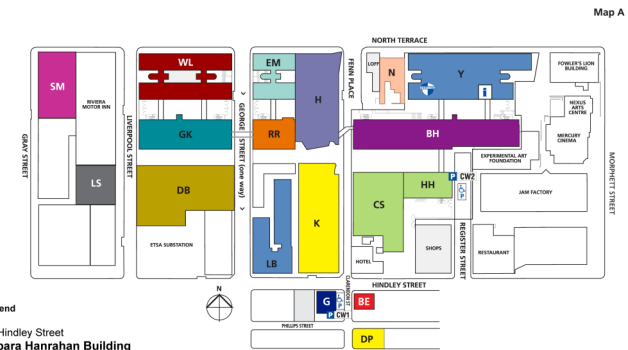 Map A
NORTH TERRACE
SM
RIVIERA
MOTOR INN
LS
GRAY STREET
LIVERPOOL STREET
WL
GK
DB
ETSA SUBSTATION
GEORGE STREET (one way)
EM
H
RR
K
LB
FENN PLACE
LOFT
N
Y
i
BH
CS
HH
P CW2
HOTEL
SHOPS
REGISTER STREET
FOWLER'S LION
BUILDING
NEXUS
ARTS
CENTRE
MERCURY
CINEMA
EXPERIMENTAL ART
FOUNDATION
JAM FACTORY
RESTAURANT
MORPHETT STREET
HINDLEY STREET
N
G
CLARENDON ST
P CW1
BE
PHILLIPS STREET
DP
end
Hindley Street
bara Hanrahan Building